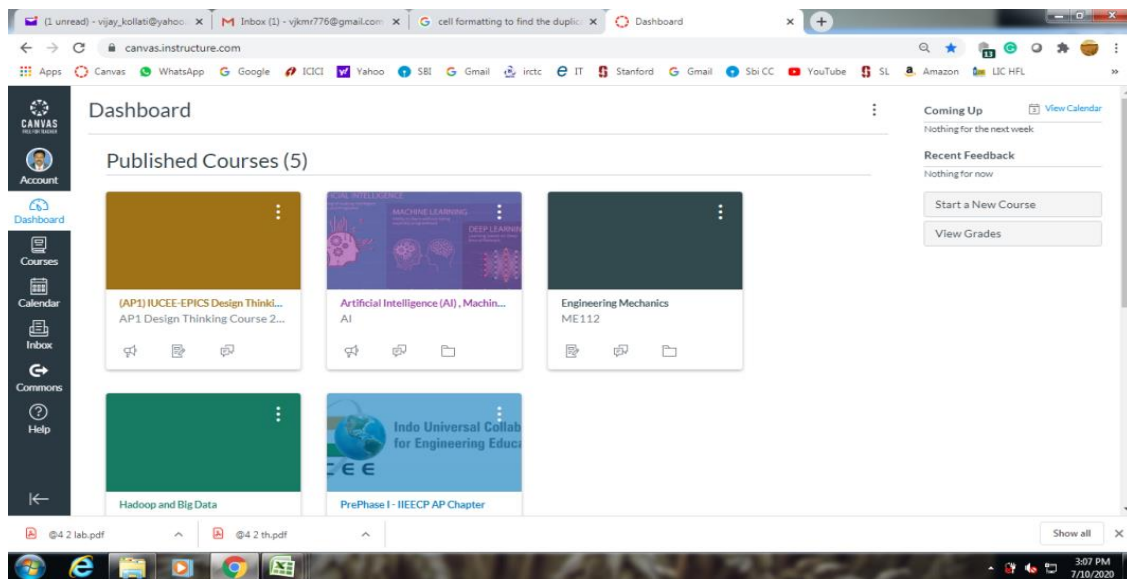 (1 unread) - vijay_kollati@yahoo
Inbox (1) - vjkmr776@gmail.com
cell formatting to find the duplic
Dashboard
canvas.instructure.com
13
Apps Canvas WhatsApp Google ICICI Yahoo SBI Gmail irctc IT Stanford Gmail Sbi CC YouTube SL Amazon LIC HFL »
CANVAS
FREE FOR TEACHER
Account
Dashboard
Courses
Calendar
Inbox
Commons
Help
Dashboard
Published Courses (5)
(AP1) IUCEE-EPICS Design Thinki...
AP1 Design Thinking Course 2...
MACHINE LEARNING
DEEP LEARNIN
Artificial Intelligence (AI) , Machin...
AI
Engineering Mechanics
ME112
Hadoop and Big Data
Indo Universal Collab
for Engineering Educa
CEE
PrePhase I - IIEECP AP Chapter
Coming Up
View Calendar
Nothing for the next week
Recent Feedback
Nothing for now
Start a New Course
View Grades
@4 2 lab.pdf
@4 2 th.pdf
Show all
3:07 PM
7/10/2020